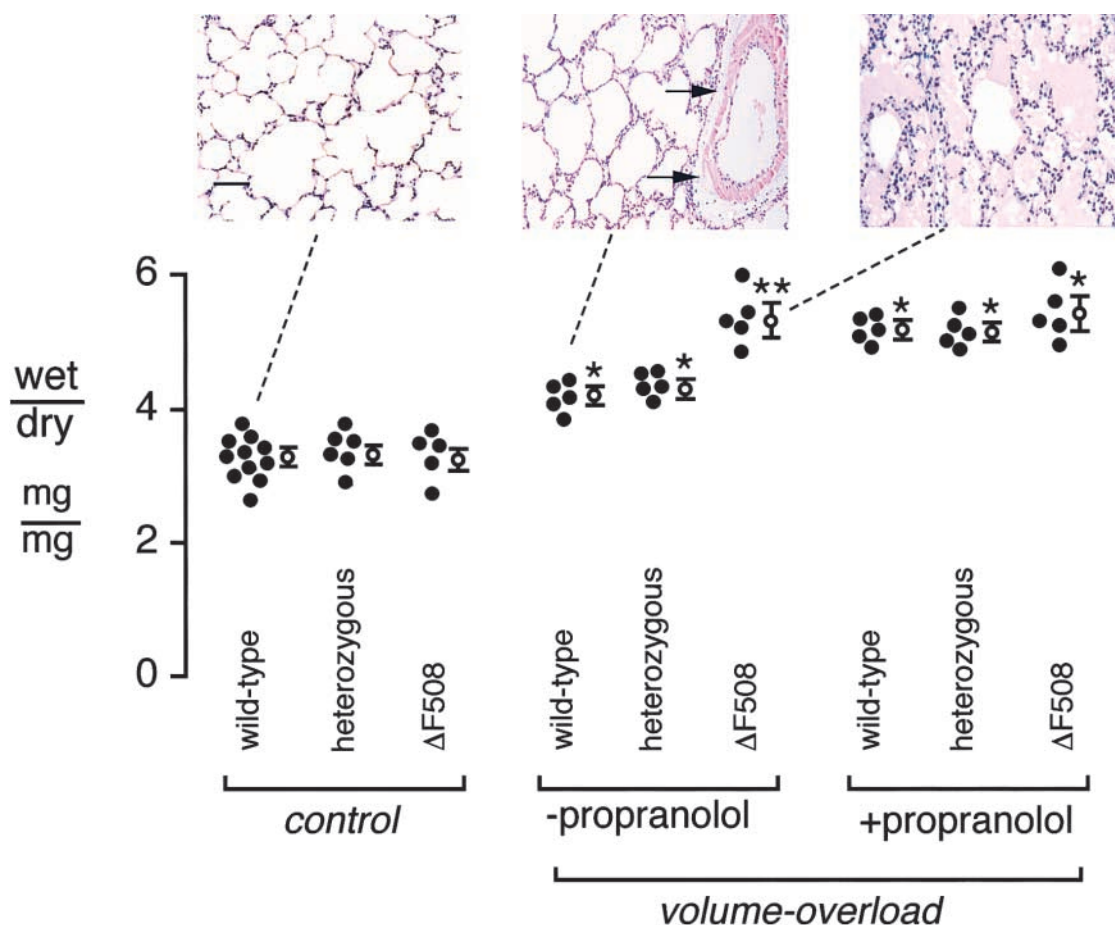 6
4
2
0
wet
dry
mg
mg
* * ** * * *
wild-type
heterozygous
ΔF508
wild-type
heterozygous
ΔF508
wild-type
heterozygous
ΔF508
control
-propranolol
+propranolol
volume-overload